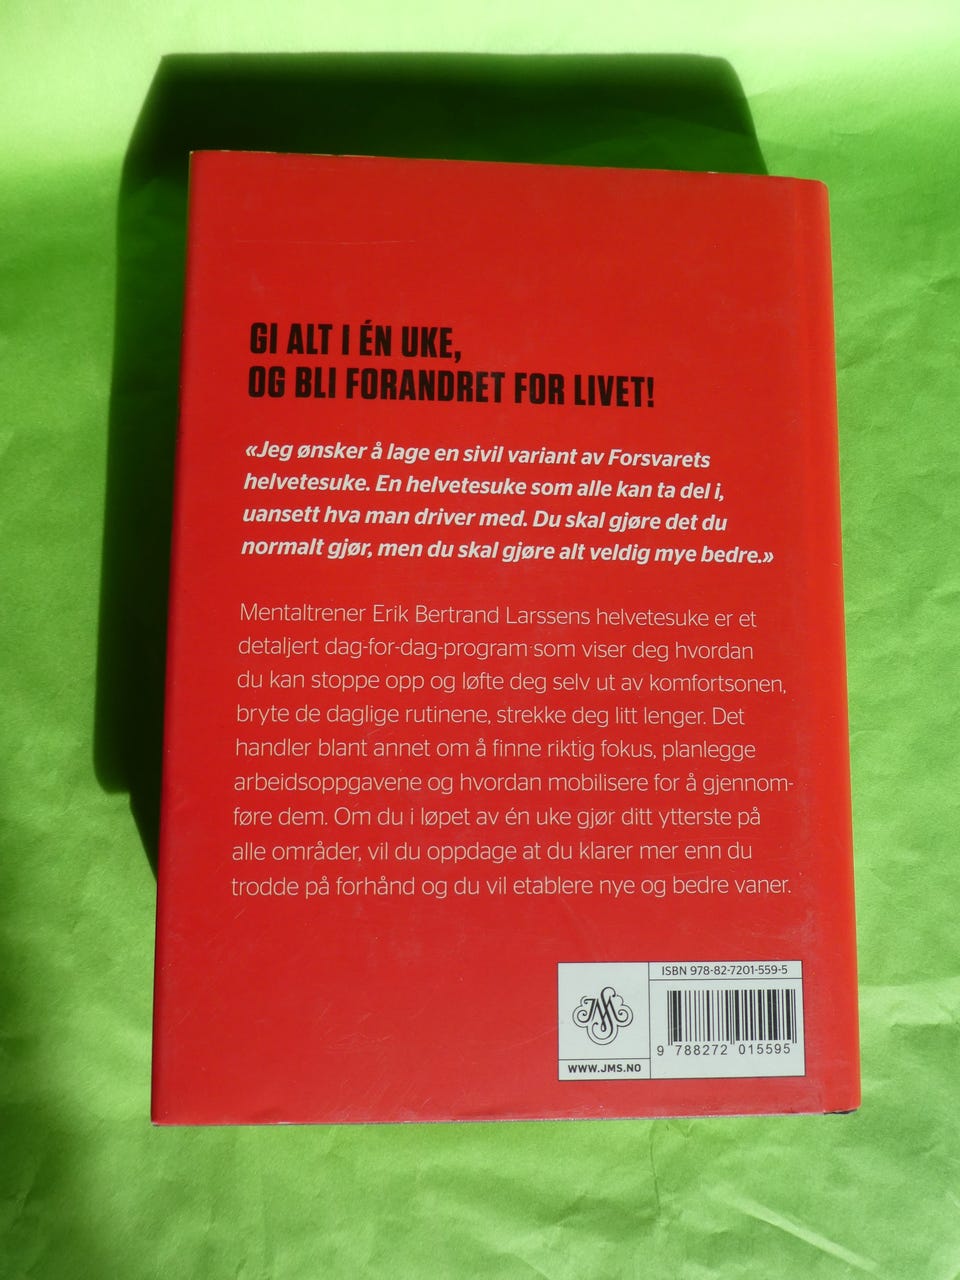 GI ALT I ÉN UKE,
OG BLI FORANDRET FOR LIVET!
«Jeg ønsker å lage en sivil variant av Forsvarets
helvetesuke. En helvetesuke som alle kan ta del i,
uansett hva man driver med. Du skal gjøre det du
normalt gjør, men du skal gjøre alt veldig mye bedre.»
Mentaltrener Erik Bertrand Larssens helvetesuke er et
detaljert dag-for-dag-program som viser deg hvordan
du kan stoppe opp og løfte deg selv ut av komfortsonen,
bryte de daglige rutinene, strekke deg litt lenger. Det
handler blant annet om å finne riktig fokus, planlegge
arbeidsoppgavene og hvordan mobilisere for å gjennom-
føre dem. Om du i løpet av én uke gjør ditt ytterste på
alle områder, vil du oppdage at du klarer mer enn du
trodde på forhånd og du vil etablere nye og bedre vaner.
ISBN 978-82-7201-559-5
JMS
WWW.JMS.NO
9 788272 015595